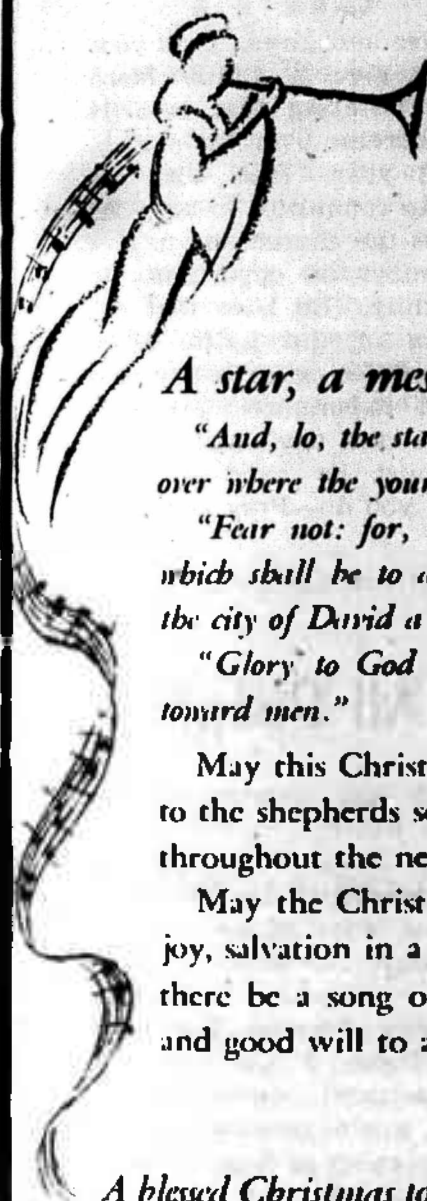 A star, a mes
"And, lo, the sta
over where the youn
"Fear not: for,
which shall be to a
the city of David a
"Glory to God
toward men."
May this Christ
to the shepherds so
throughout the ne
May the Christ
joy, salvation in a
there be a song o
and good will to a
A blessed Christmas to